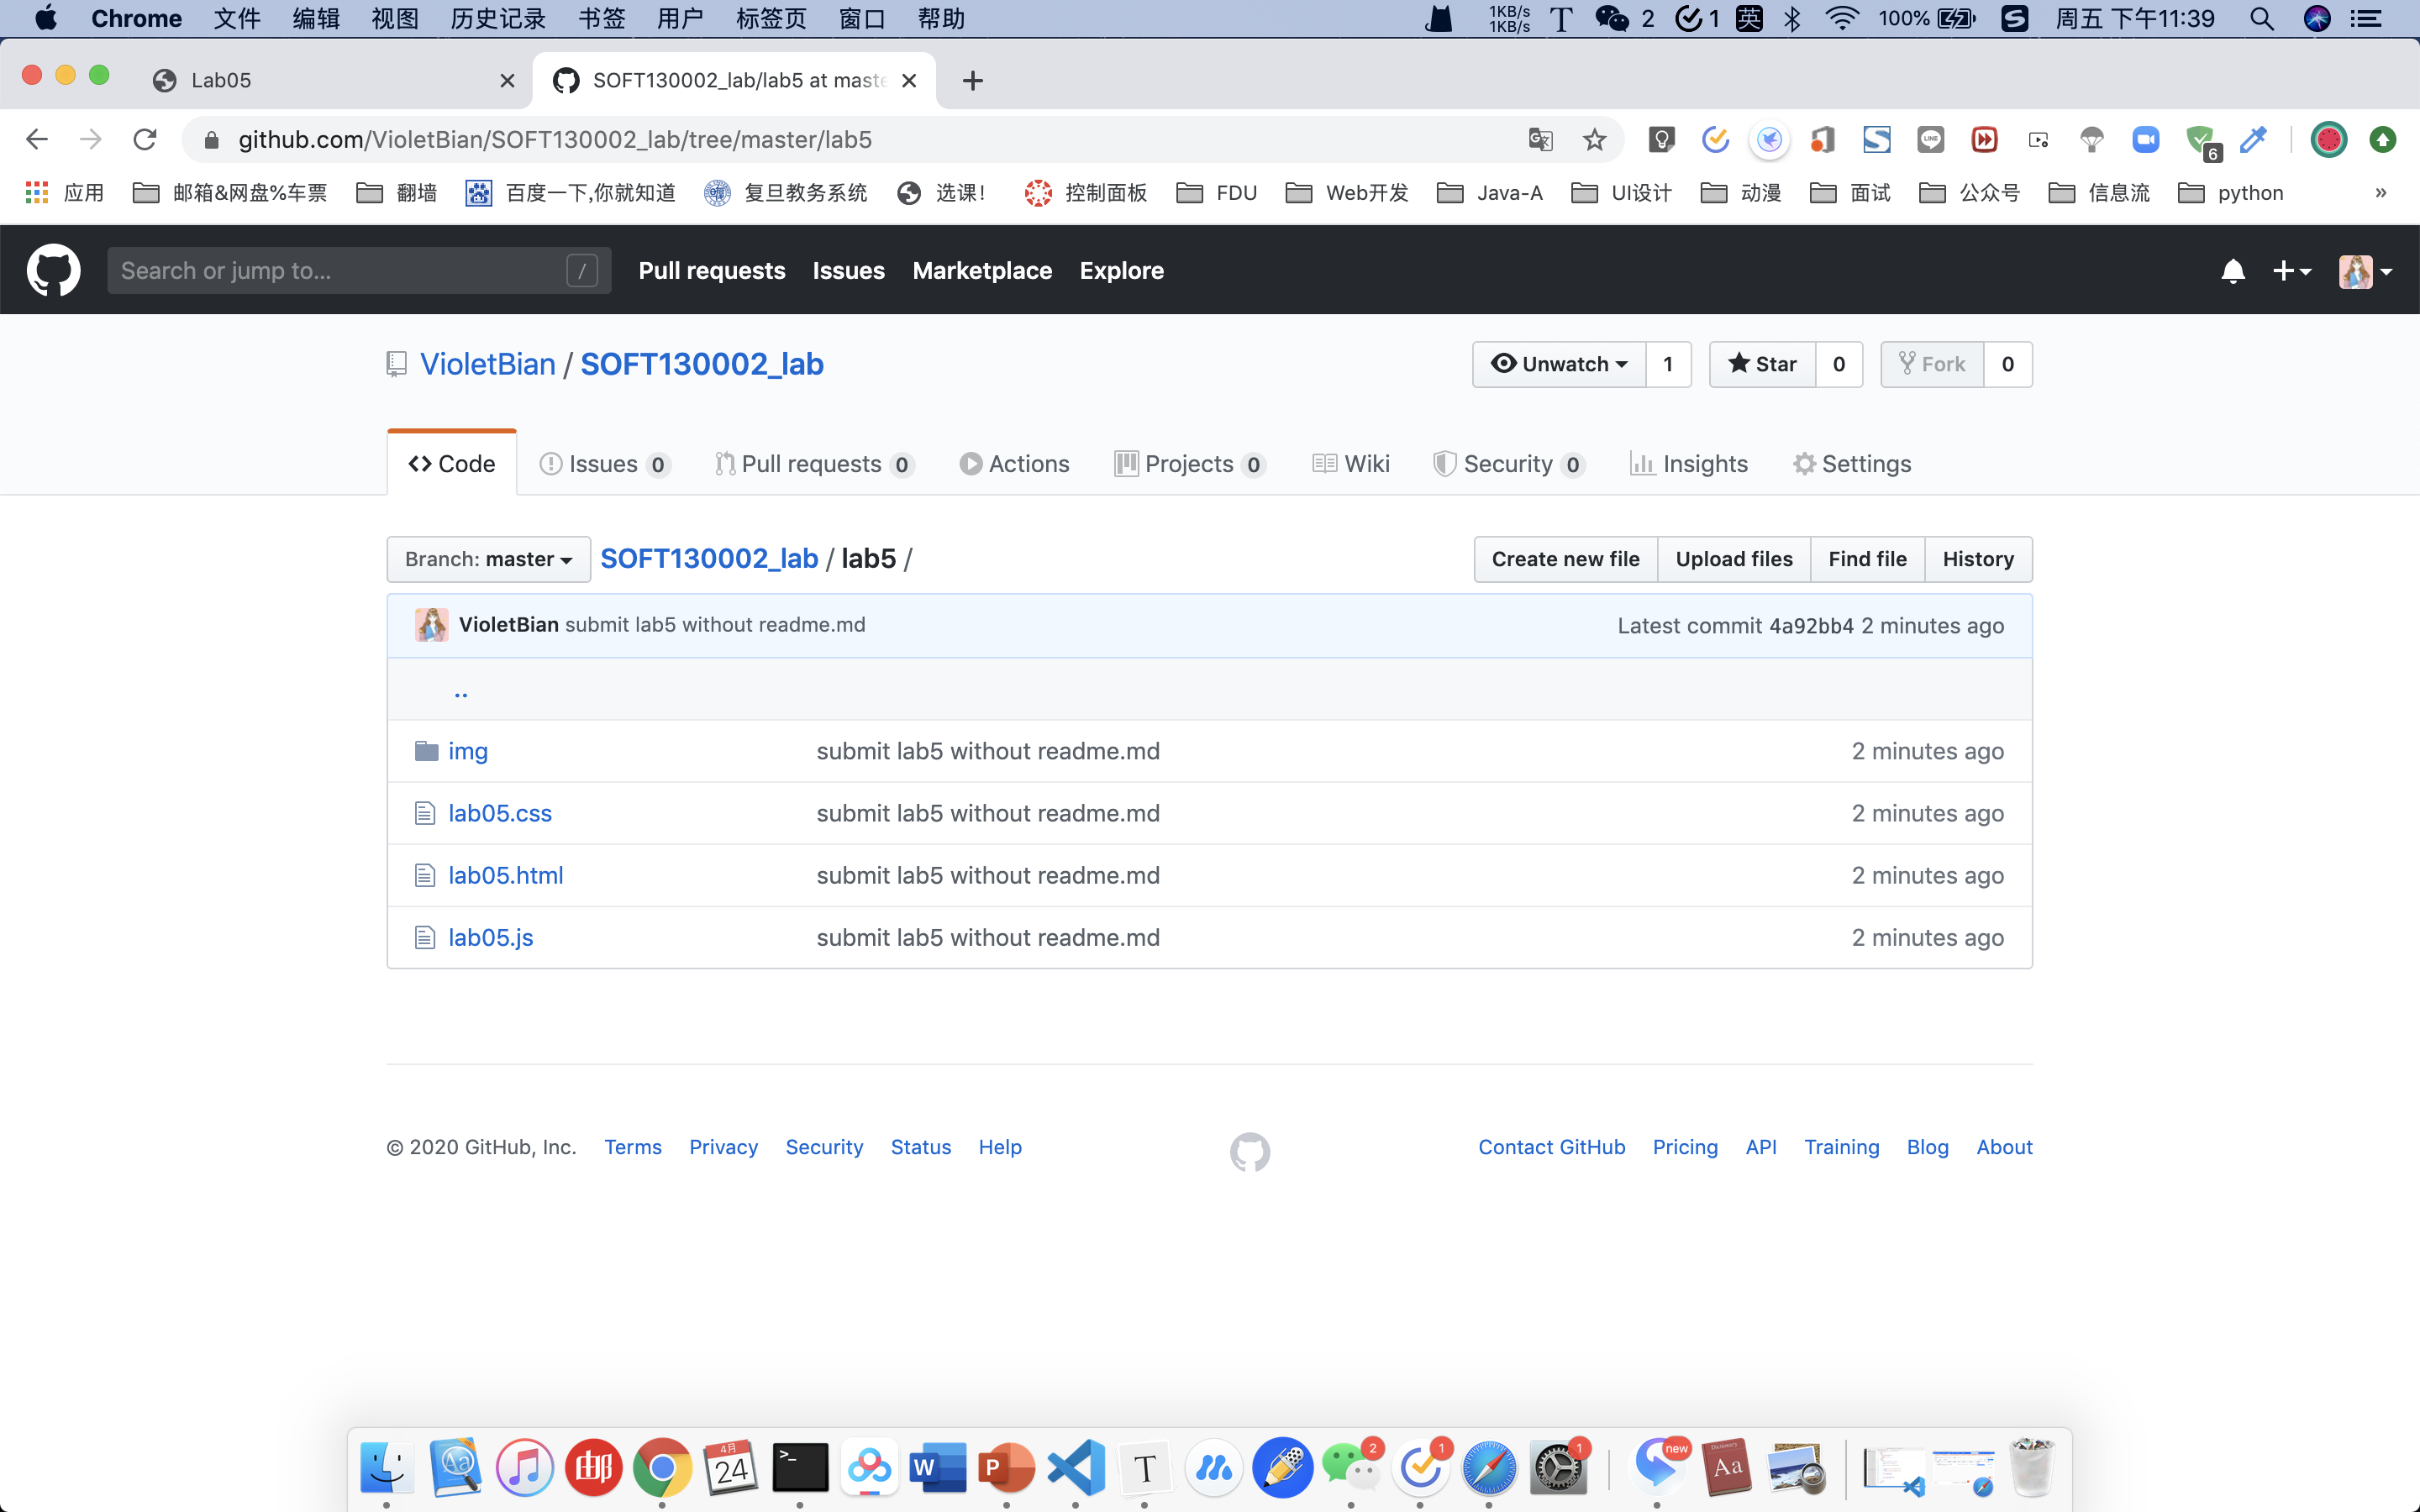 Chrome 文件 编辑 视图 历史记录 书签 用户 标签页 窗口 帮助 1KB/s 1KB/s 2 1 英 100% 周五 下午11:39
Lab05 SOFT130002_lab/lab5 at maste
github.com/VioletBian/SOFT130002_lab/tree/master/lab5 6
应用 邮箱&网盘%车票 翻墙 百度一下,你就知道 复旦教务系统 选课! 控制面板 FDU Web开发 Java-A UI设计 动漫 面试 公众号 信息流 python »
Search or jump to... / Pull requests Issues Marketplace Explore
VioletBian / SOFT130002_lab Unwatch 1 Star 0 Fork 0
Code Issues 0 Pull requests 0 Actions Projects 0 Wiki Security 0 Insights Settings
Branch: master SOFT130002_lab / lab5 / Create new file Upload files Find file History
VioletBian submit lab5 without readme.md Latest commit 4a92bb4 2 minutes ago
..
img submit lab5 without readme.md 2 minutes ago
lab05.css submit lab5 without readme.md 2 minutes ago
lab05.html submit lab5 without readme.md 2 minutes ago
lab05.js submit lab5 without readme.md 2 minutes ago
© 2020 GitHub, Inc. Terms Privacy Security Status Help Contact GitHub Pricing API Training Blog About
4月 24 >_ W P T 2 1 1 new Dictionary Aa